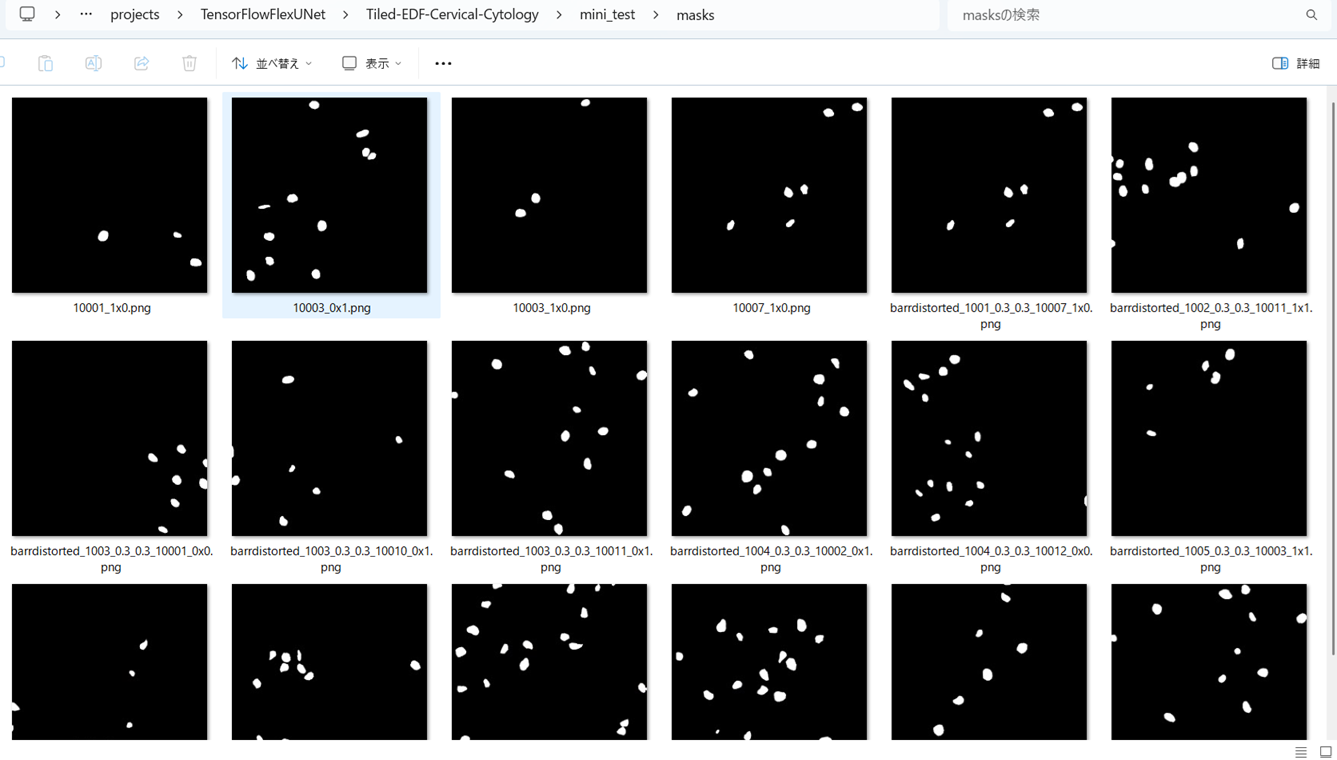 … projects > TensorFlowFlexUNet > Tiled-EDF-Cervical-Cytology > mini_test > masks
masksの検索
並べ替え 表示 … 詳細
10001_1x0.png
10003_0x1.png
10003_1x0.png
10007_1x0.png
barrdistorted_1001_0.3_0.3_10007_1x0.
png
barrdistorted_1002_0.3_0.3_10011_1x1.
png
barrdistorted_1003_0.3_0.3_10001_0x0.
png
barrdistorted_1003_0.3_0.3_10010_0x1.
png
barrdistorted_1003_0.3_0.3_10011_0x1.
png
barrdistorted_1004_0.3_0.3_10002_0x1.
png
barrdistorted_1004_0.3_0.3_10012_0x0.
png
barrdistorted_1005_0.3_0.3_10003_1x1.
png